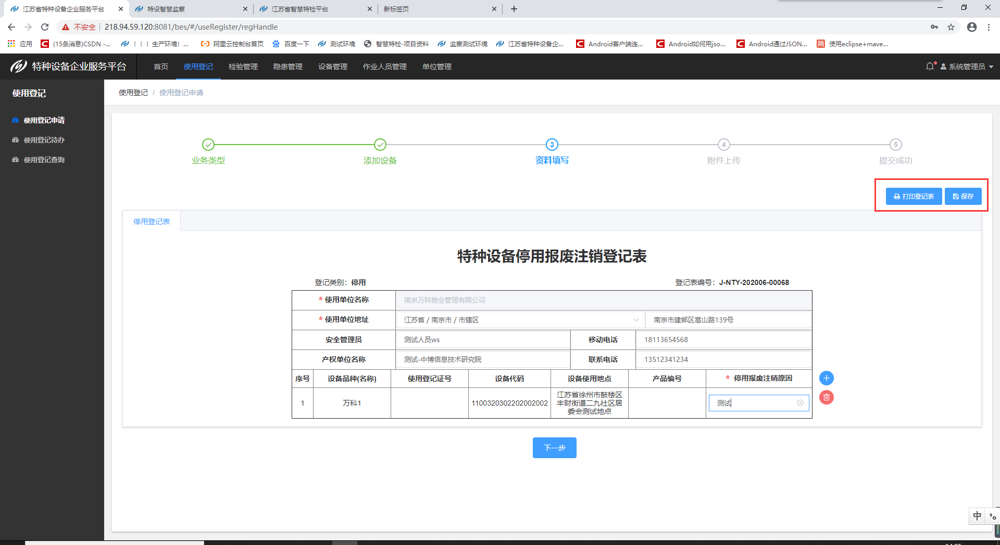 江苏省特种设备企业服务平台
特设智慧监察
江苏省智慧特检平台
新标签页
不安全
218.94.59.120:8081/bes/#/useRegister/regHandle
应用
(15条消息)CSDN -...
！！！生产环境！...
阿里云控制台首页
百度一下
测试环境
智慧特检-项目资料
监察测试环境
江苏省特种设备企...
Android客户端连...
Android如何用jso...
Android通过JSON...
简
使用eclipse+mave...
特种设备企业服务平台
首页
使用登记
检验管理
隐患管理
设备管理
作业人员管理
单位管理
系统管理员
使用登记
使用登记申请
使用登记待办
使用登记查询
使用登记 / 使用登记申请
3
4
5
业务类型
添加设备
资料填写
附件上传
提交成功
打印登记表
保存
停用登记表
特种设备停用报废注销登记表
登记类别：停用
登记表编号：J-NTY-202006-00068
* 使用单位名称
南京万科物业管理有限公司
* 使用单位地址
江苏省 / 南京市 / 市辖区
南京市建邺区嵩山路139号
安全管理员
测试人员ws
移动电话
18113654568
产权单位名称
测试-中博信息技术研究院
联系电话
13512341234
序号
设备品种(名称)
使用登记证号
设备代码
设备使用地点
产品编号
* 停用报废注销原因
1
万科1
1100320302202002002
江苏省徐州市鼓楼区
丰财街道二九社区居
委会测试地点
测试
下一步
中